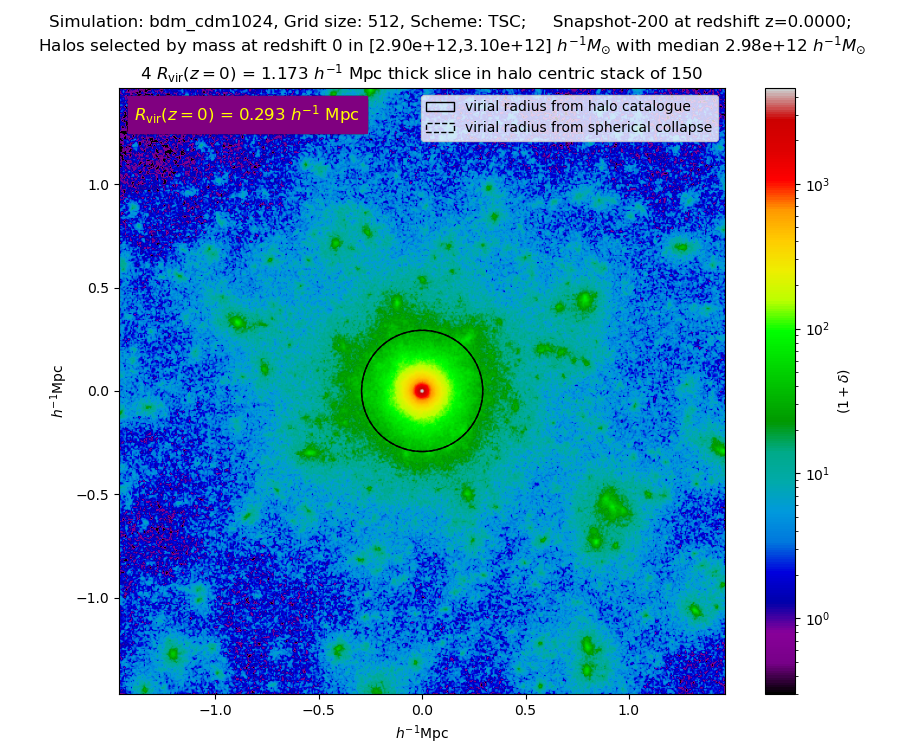 Simulation: bdm_cdm1024, Grid size: 512, Scheme: TSC;     Snapshot-200 at redshift z=0.0000;
Halos selected by mass at redshift 0 in [2.90e+12,3.10e+12] h⁻¹M⊙ with median 2.98e+12 h⁻¹M⊙
4 Rvir(z = 0) = 1.173 h⁻¹ Mpc thick slice in halo centric stack of 150
Rvir(z = 0) = 0.293 h⁻¹ Mpc
virial radius from halo catalogue
virial radius from spherical collapse
1.0
0.5
0.0
−0.5
−1.0
h⁻¹Mpc
−1.0
−0.5
0.0
0.5
1.0
h⁻¹Mpc
10³
10²
10¹
10⁰
(1 + δ)